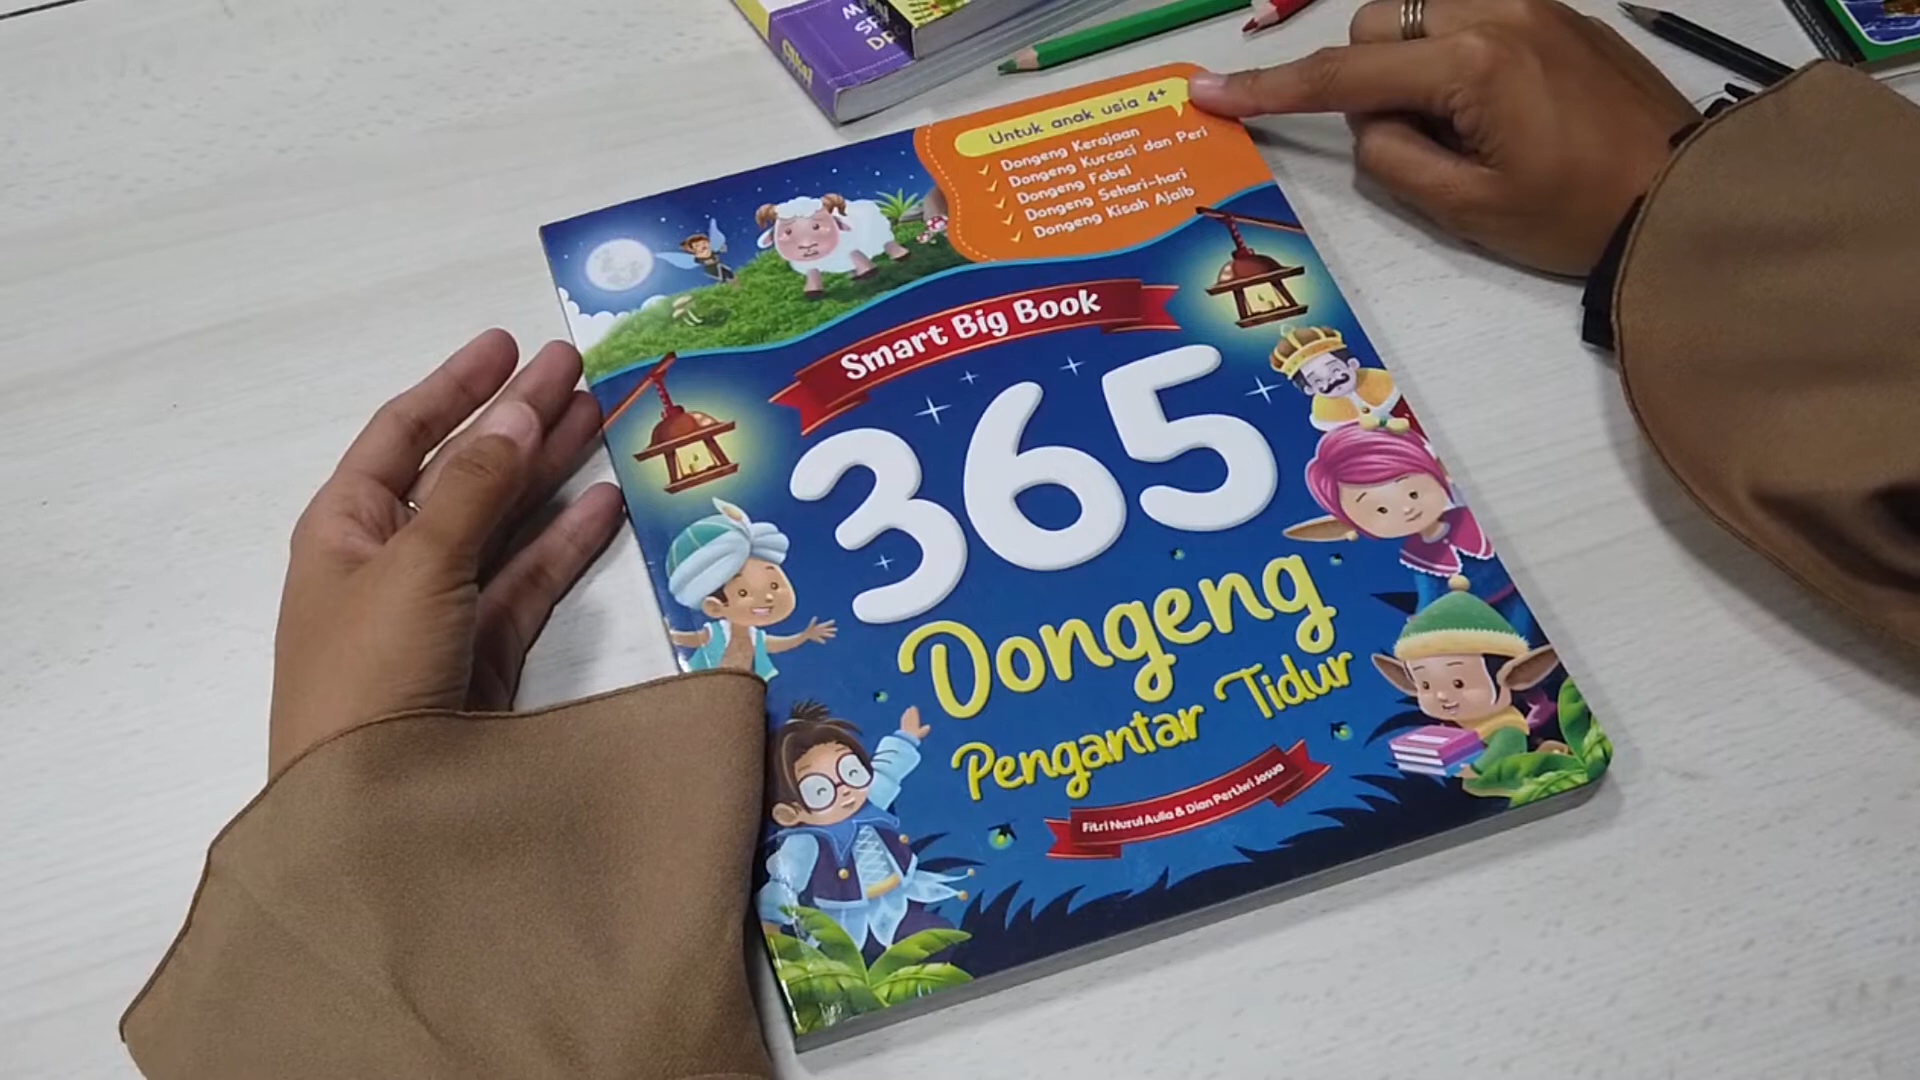 Untuk anak usia 4+
Dongeng Kerajaan
Dongeng Kurcaci dan Peri
Dongeng Fabel
Dongeng Sehari-hari
Dongeng Kisah Ajaib
Smart Big Book
365
Dongeng
Pengantar Tidur
Fitri Nurul Aulia & Dian Pertiwi Josua